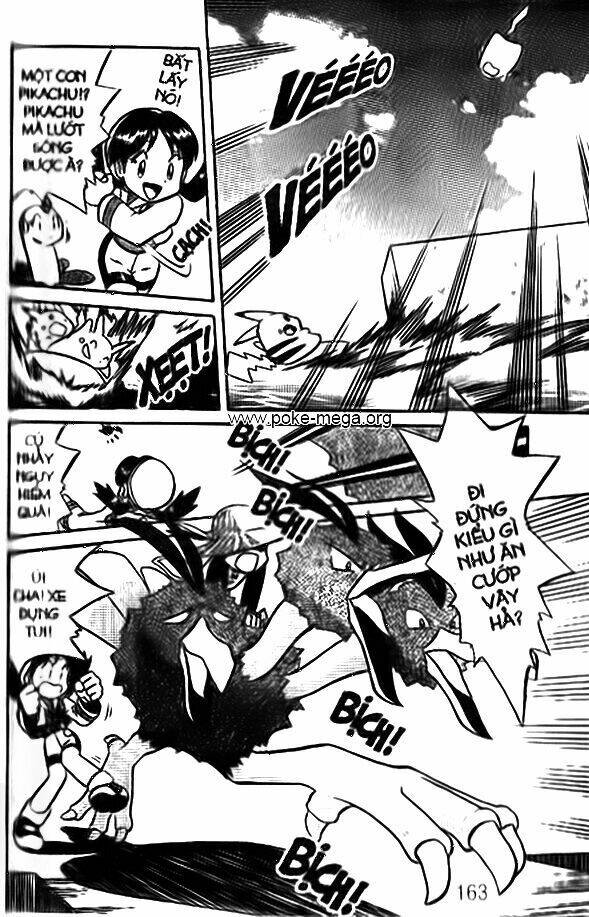 BẮT
LẤY
NÓ!
MỘT CON
PIKACHU!?
PIKACHU
MÀ LƯỚT
SÓNG
ĐƯỢC À?
CẠCH!
VÉÉÉO
VÉÉÉO
XẸẸT!
www.poke-mega.org
CÚ
NHẢY
NGUY
HIỂM
QUÁ!
BỊCH!
BỊCH!
ĐI
ĐỨNG
KIỂU GÌ
NHƯ ĂN
CƯỚP
VẬY
HẢ?
ÚI
CHA! XE
ĐỤNG
TUI!
BỊCH!
BỊCH!
163